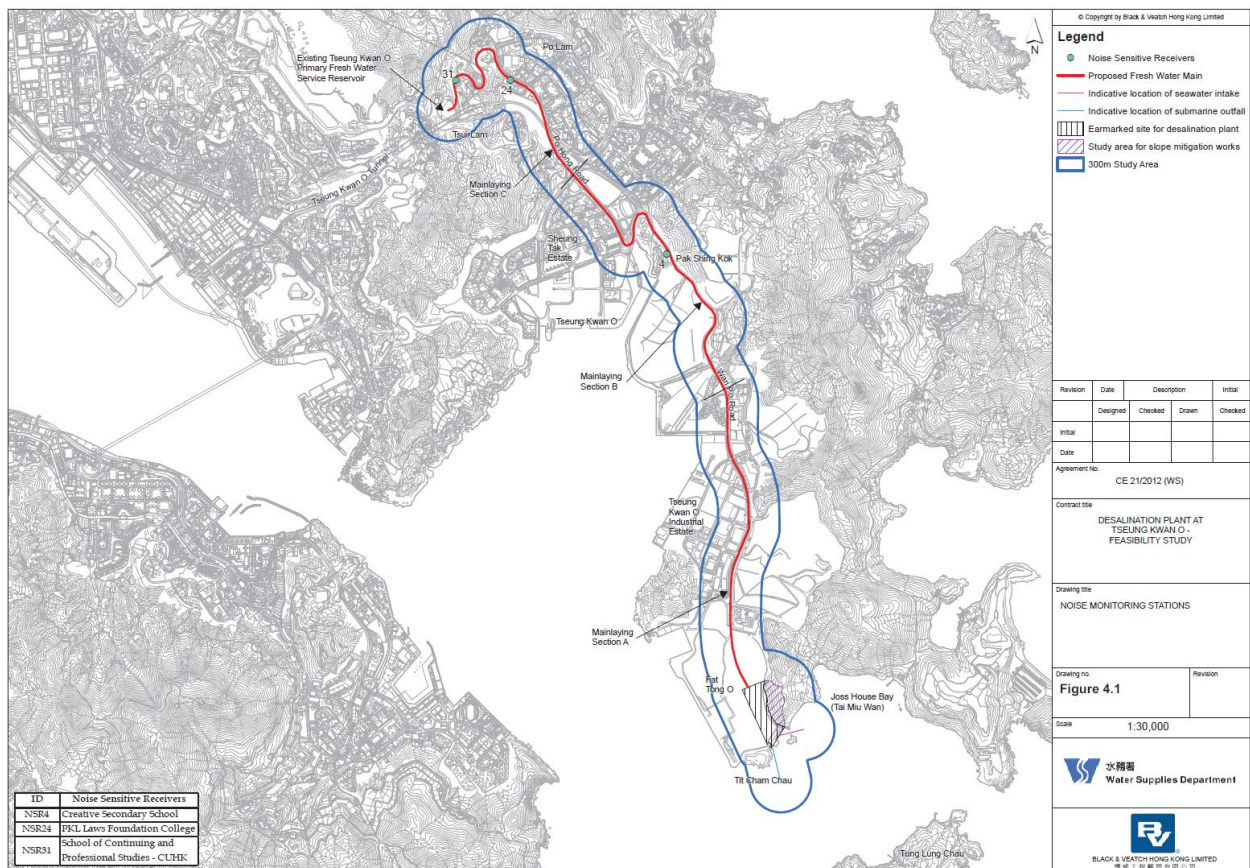 Existing Tseung Kwan O
Primary Fresh Water
Service Reservoir
Po Lam
31
24
Tsui Lam
Tseung Kwan O Tunnel
Po Hong Road
Mainlaying
Section C
Sheung
Tak
Estate
4
Pak Shing Kok
Tseung Kwan O
Mainlaying
Section B
Wan Po Road
Tseung
Kwan O
Industrial
Estate
Mainlaying
Section A
Fat
Tong O
Joss House Bay
(Tai Miu Wan)
Tit Cham Chau
Tung Lung Chau
N
ID Noise Sensitive Receivers
NSR4 Creative Secondary School
NSR24 PKL Laws Foundation College
NSR31 School of Continuing and
Professional Studies - CUHK
© Copyright by Black & Veatch Hong Kong Limited
Legend
Noise Sensitive Receivers
Proposed Fresh Water Main
Indicative location of seawater intake
Indicative location of submarine outfall
Earmarked site for desalination plant
Study area for slope mitigation works
300m Study Area
Revision Date Description Initial
Designed Checked Drawn Checked
Initial
Date
Agreement No.
CE 21/2012 (WS)
Contract title
DESALINATION PLANT AT
TSEUNG KWAN O -
FEASIBILITY STUDY
Drawing title
NOISE MONITORING STATIONS
Drawing no.
Figure 4.1
Revision
Scale
1:30,000
水務署
Water Supplies Department
BV
BLACK & VEATCH HONG KONG LIMITED